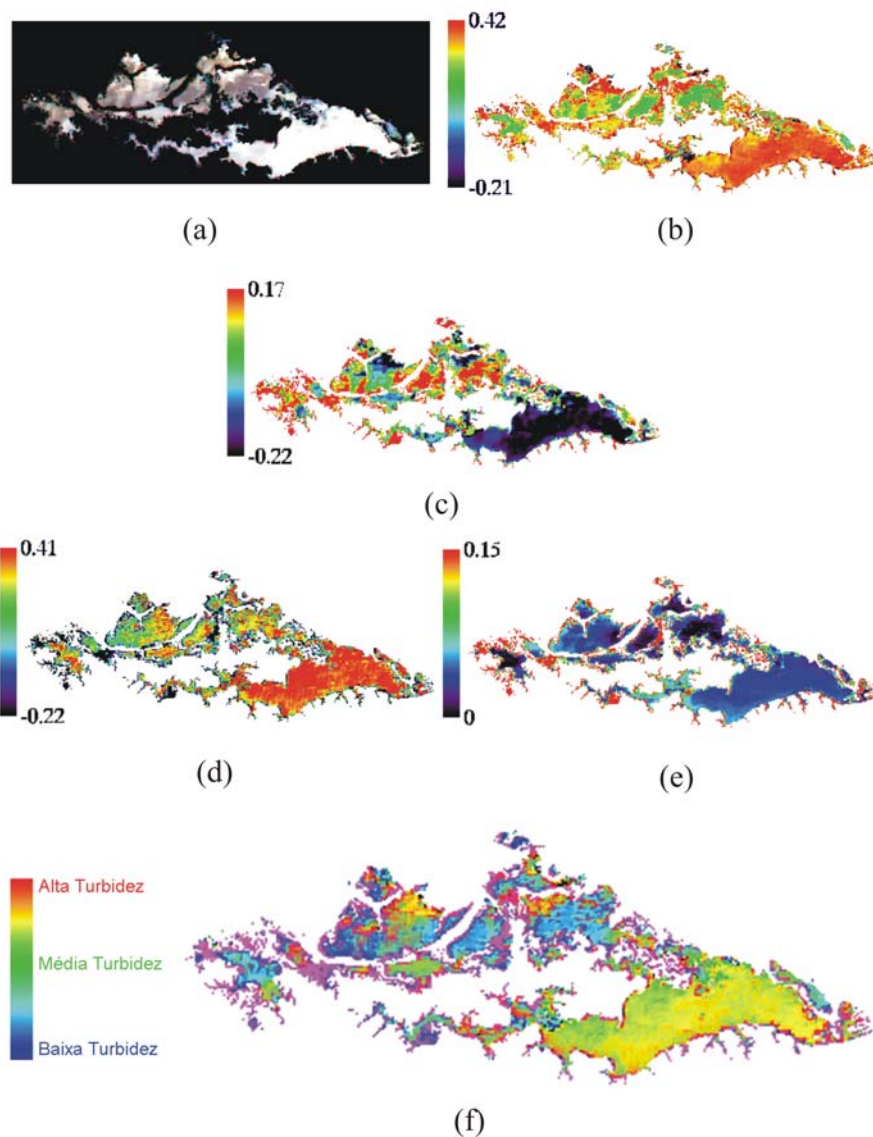 0.42
-0.21
(a)
(b)
0.17
-0.22
(c)
0.41
-0.22
0.15
0
(d)
(e)
Alta Turbidez
Média Turbidez
Baixa Turbidez
(f)